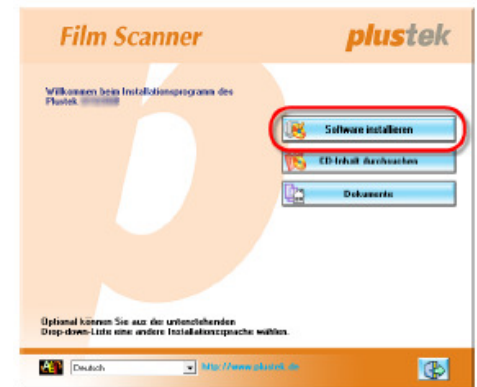 Film Scanner
plustek
Willkommen beim Installationsprogramm des
Plustek
Software installieren
CD-Inhalt durchsuchen
Dokumente
Optional können Sie aus der untenstehenden
Drop-down-Liste eine andere Installationssprache wählen.
Deutsch
http://www.plustek.de